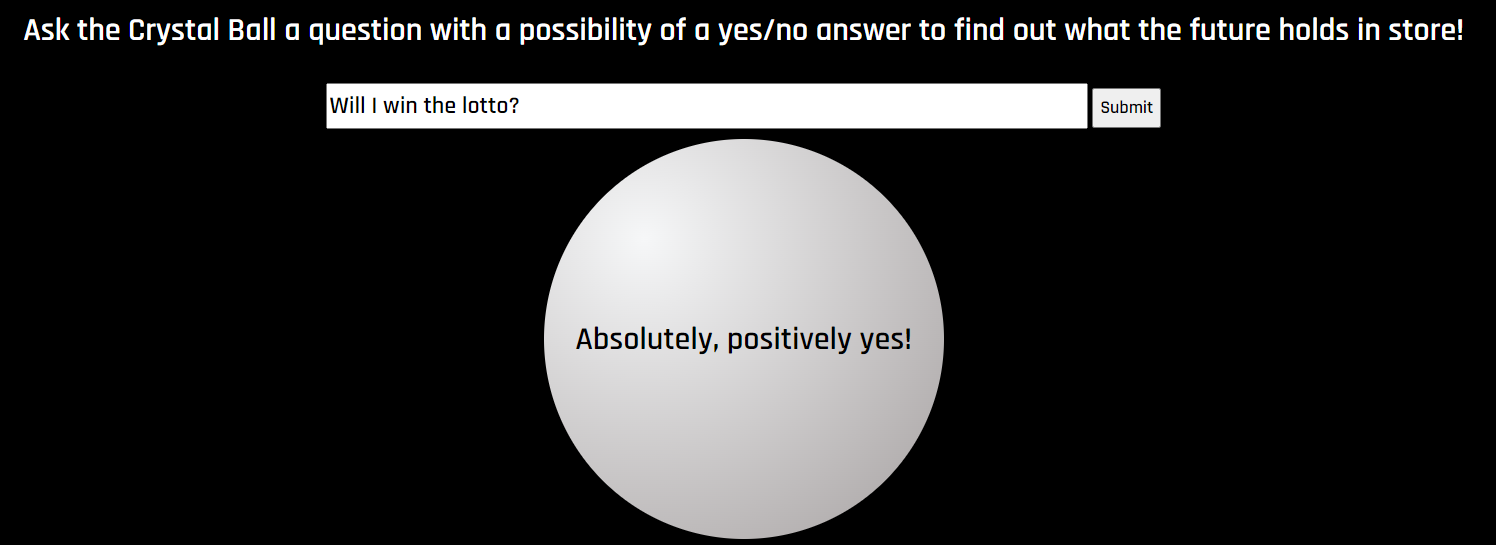 Ask the Crystal Ball a question with a possibility of a yes/no answer to find out what the future holds in store!
Will I win the lotto?
Submit
Absolutely, positively yes!